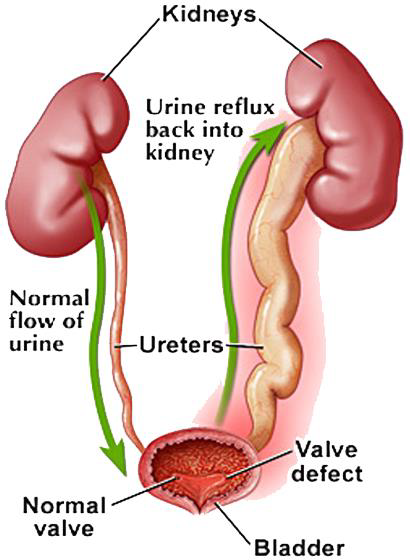 Kidneys
Urine reflux
back into
kidney
Normal
flow of
urine
Ureters
Valve
defect
Normal
valve
Bladder